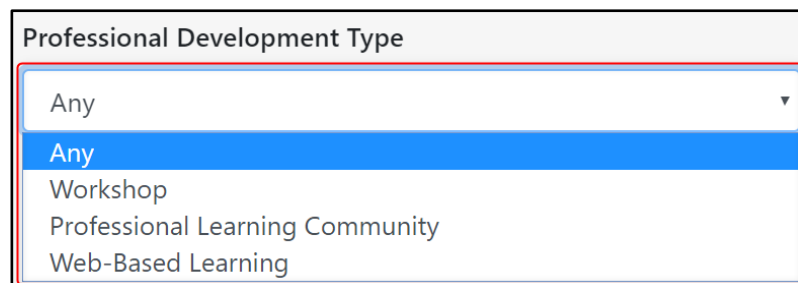 Professional Development Type
Any
Any
Workshop
Professional Learning Community
Web-Based Learning